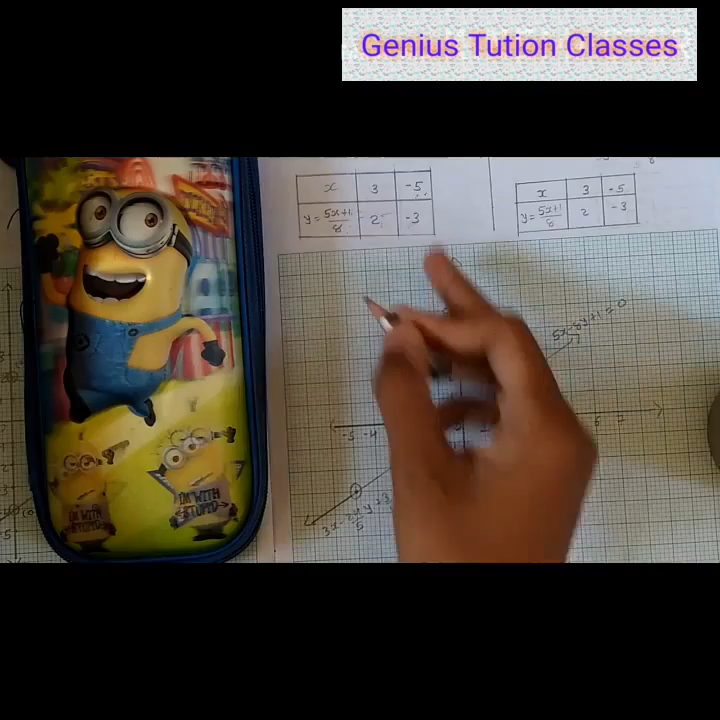 Genius Tution Classes
x 3 -5
y = 5x+1/8 2 -3
x 3 -5
y = 5x+1/8 2 -3
5x-8y+1=0
-5 -4 6 7
I'M WITH STUPID
I'M WITH STUPID